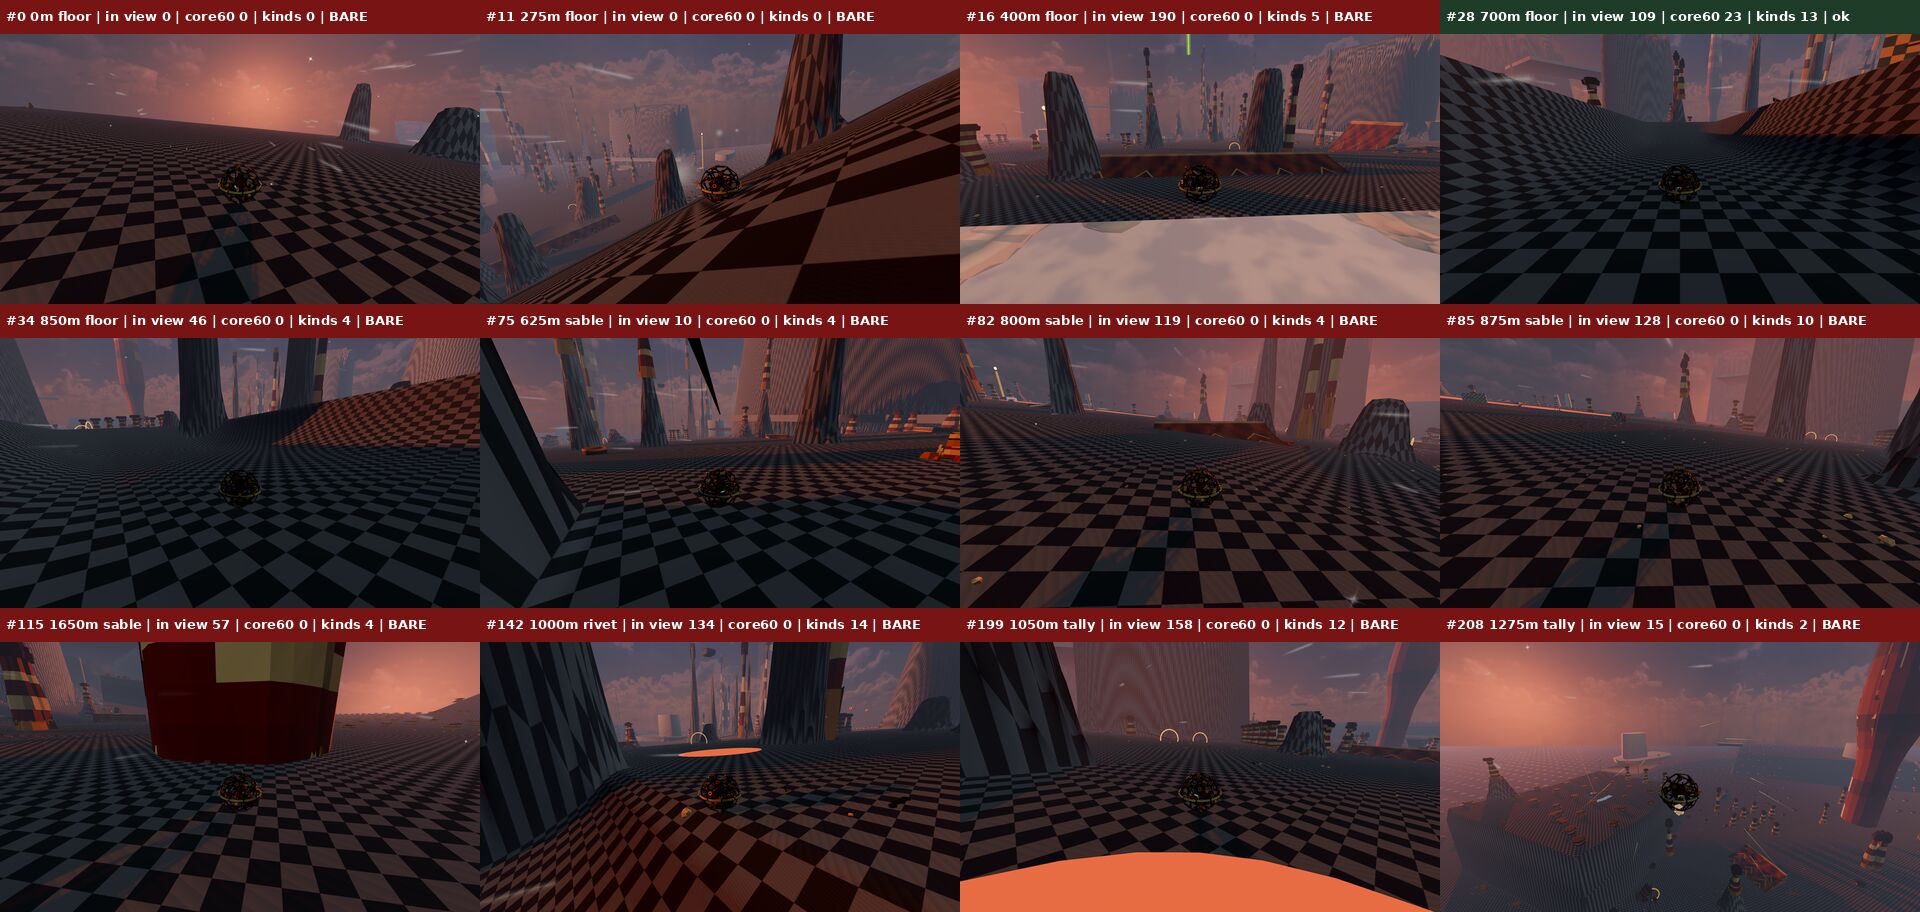 #0 0m floor | in view 0 | core60 0 | kinds 0 | BARE
#11 275m floor | in view 0 | core60 0 | kinds 0 | BARE
#16 400m floor | in view 190 | core60 0 | kinds 5 | BARE
#28 700m floor | in view 109 | core60 23 | kinds 13 | ok
#34 850m floor | in view 46 | core60 0 | kinds 4 | BARE
#75 625m sable | in view 10 | core60 0 | kinds 4 | BARE
#82 800m sable | in view 119 | core60 0 | kinds 4 | BARE
#85 875m sable | in view 128 | core60 0 | kinds 10 | BARE
#115 1650m sable | in view 57 | core60 0 | kinds 4 | BARE
#142 1000m rivet | in view 134 | core60 0 | kinds 14 | BARE
#199 1050m tally | in view 158 | core60 0 | kinds 12 | BARE
#208 1275m tally | in view 15 | core60 0 | kinds 2 | BARE